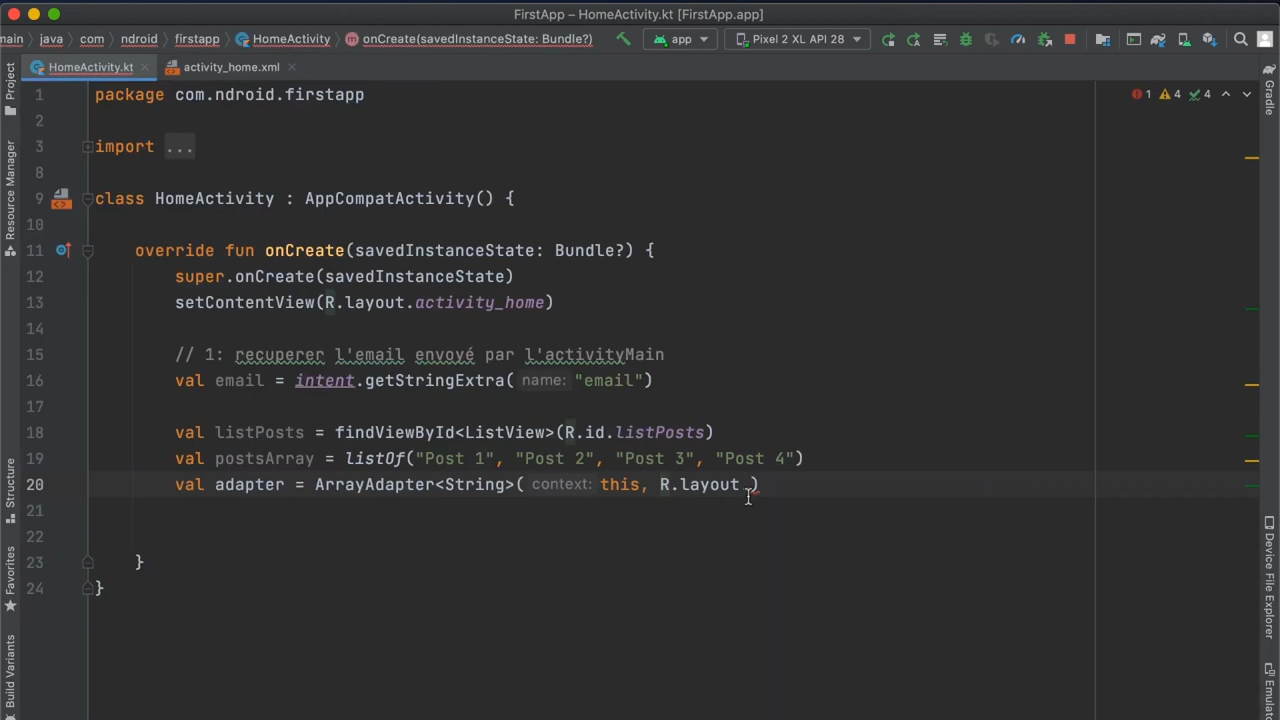 FirstApp – HomeActivity.kt [FirstApp.app]
main java com ndroid firstapp HomeActivity onCreate(savedInstanceState: Bundle?) app Pixel 2 XL API 28
HomeActivity.kt activity_home.xml
1 package com.ndroid.firstapp
1 4 4
2
3 import ...
8
9 class HomeActivity : AppCompatActivity() {
10
11 override fun onCreate(savedInstanceState: Bundle?) {
12 super.onCreate(savedInstanceState)
13 setContentView(R.layout.activity_home)
14
15 // 1: recuperer l'email envoyé par l'activityMain
16 val email = intent.getStringExtra( name: "email")
17
18 val listPosts = findViewById<ListView>(R.id.listPosts)
19 val postsArray = listOf("Post 1", "Post 2", "Post 3", "Post 4")
20 val adapter = ArrayAdapter<String>( context: this, R.layout.)
21
22
23 }
24 }
Project
Resource Manager
Structure
Favorites
Build Variants
Gradle
Device File Explorer
Emulat